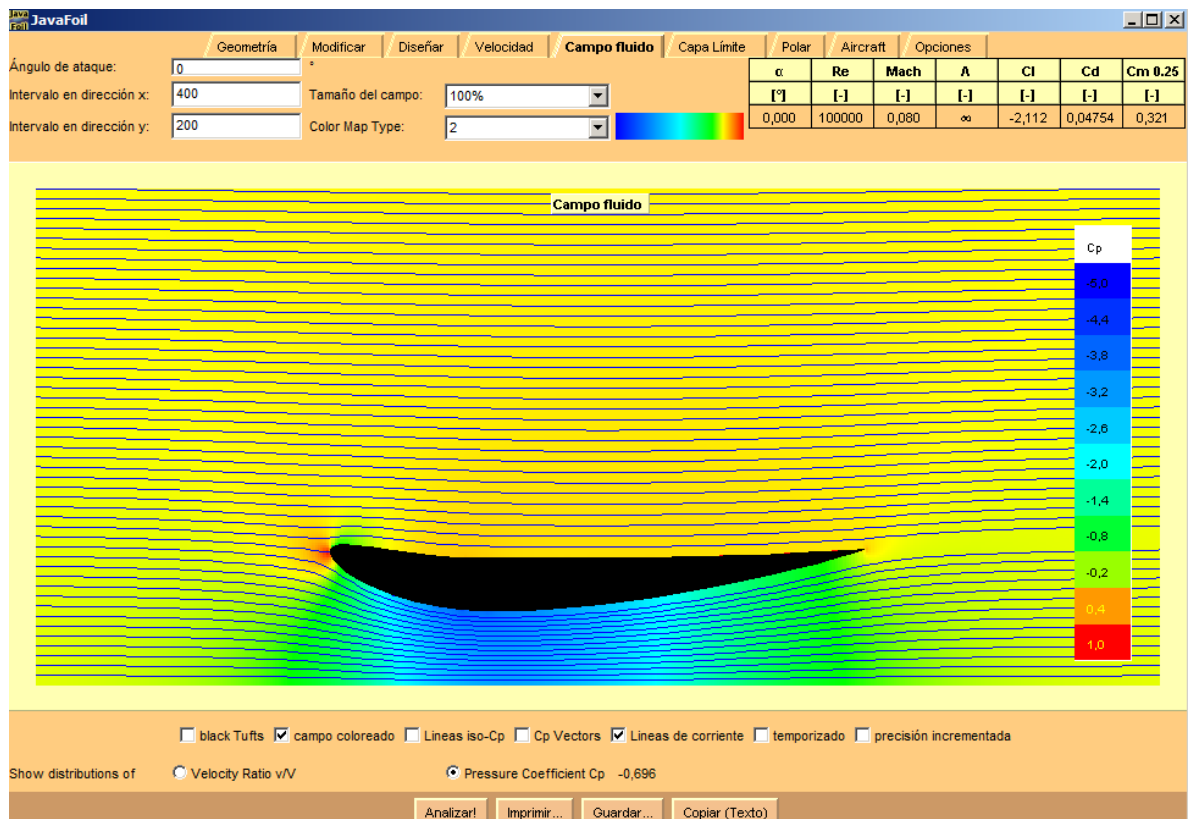 Java Foil JavaFoil
Geometría Modificar Diseñar Velocidad Campo fluido Capa Límite Polar Aircraft Opciones
Ángulo de ataque: 0 °
Intervalo en dirección x: 400 Tamaño del campo: 100%
Intervalo en dirección y: 200 Color Map Type: 2
α Re Mach Λ Cl Cd Cm 0.25
[°] [-] [-] [-] [-] [-] [-]
0,000 100000 0,080 ∞ -2,112 0,04754 0,321
Campo fluido
Cp
-5,0
-4,4
-3,8
-3,2
-2,6
-2,0
-1,4
-0,8
-0,2
0,4
1,0
black Tufts campo coloreado Lineas iso-Cp Cp Vectors Lineas de corriente temporizado precisión incrementada
Show distributions of Velocity Ratio v/V Pressure Coefficient Cp -0,696
Analizar! Imprimir... Guardar... Copiar (Texto)